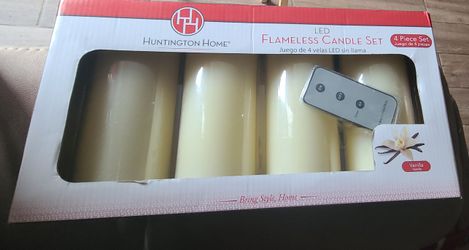 HH
HUNTINGTON HOME®
LED
FLAMELESS CANDLE SET
Juego de 4 velas LED sin llama
4 Piece Set
Juego de 4 piezas
Vanilla
Bring Style, Home